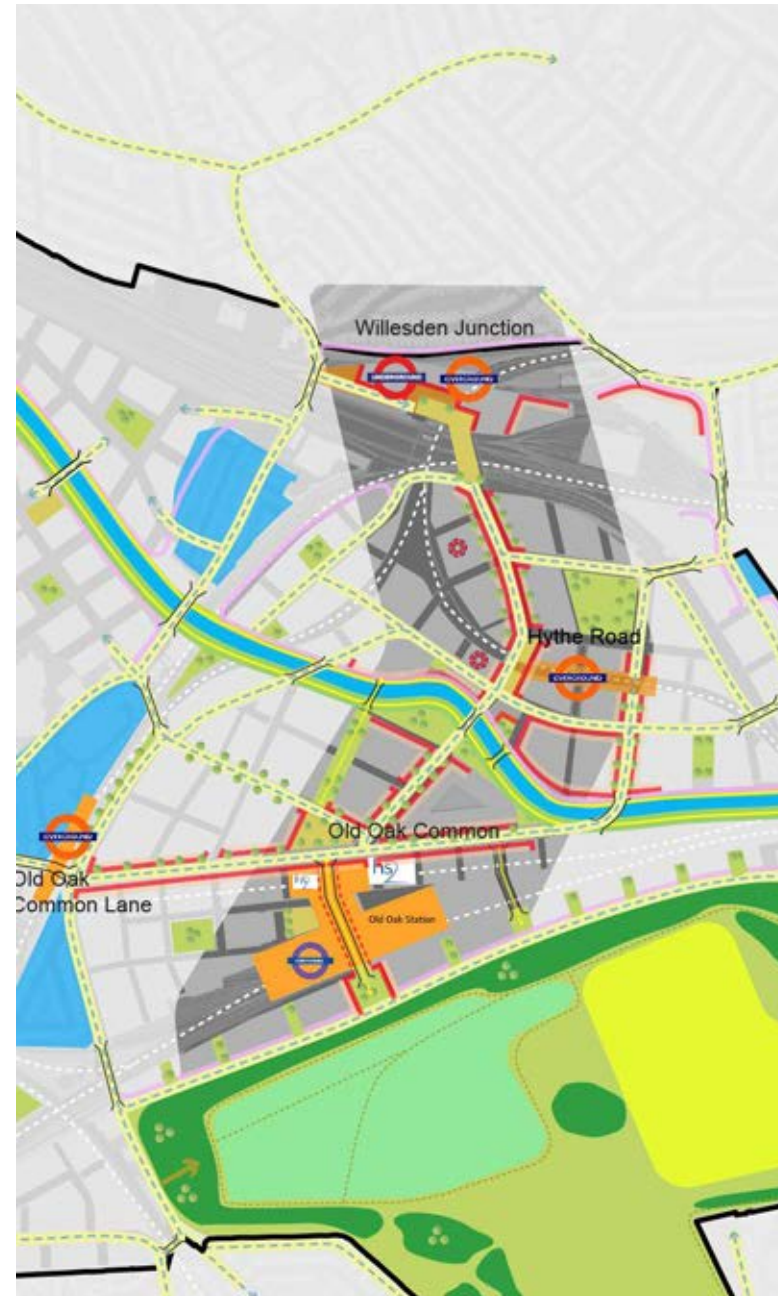 Willesden Junction
UNDERGROUND
OVERGROUND
Hythe Road
OVERGROUND
Old Oak Common
OVERGROUND
Old Oak
Common Lane
hs2
Old Oak Station